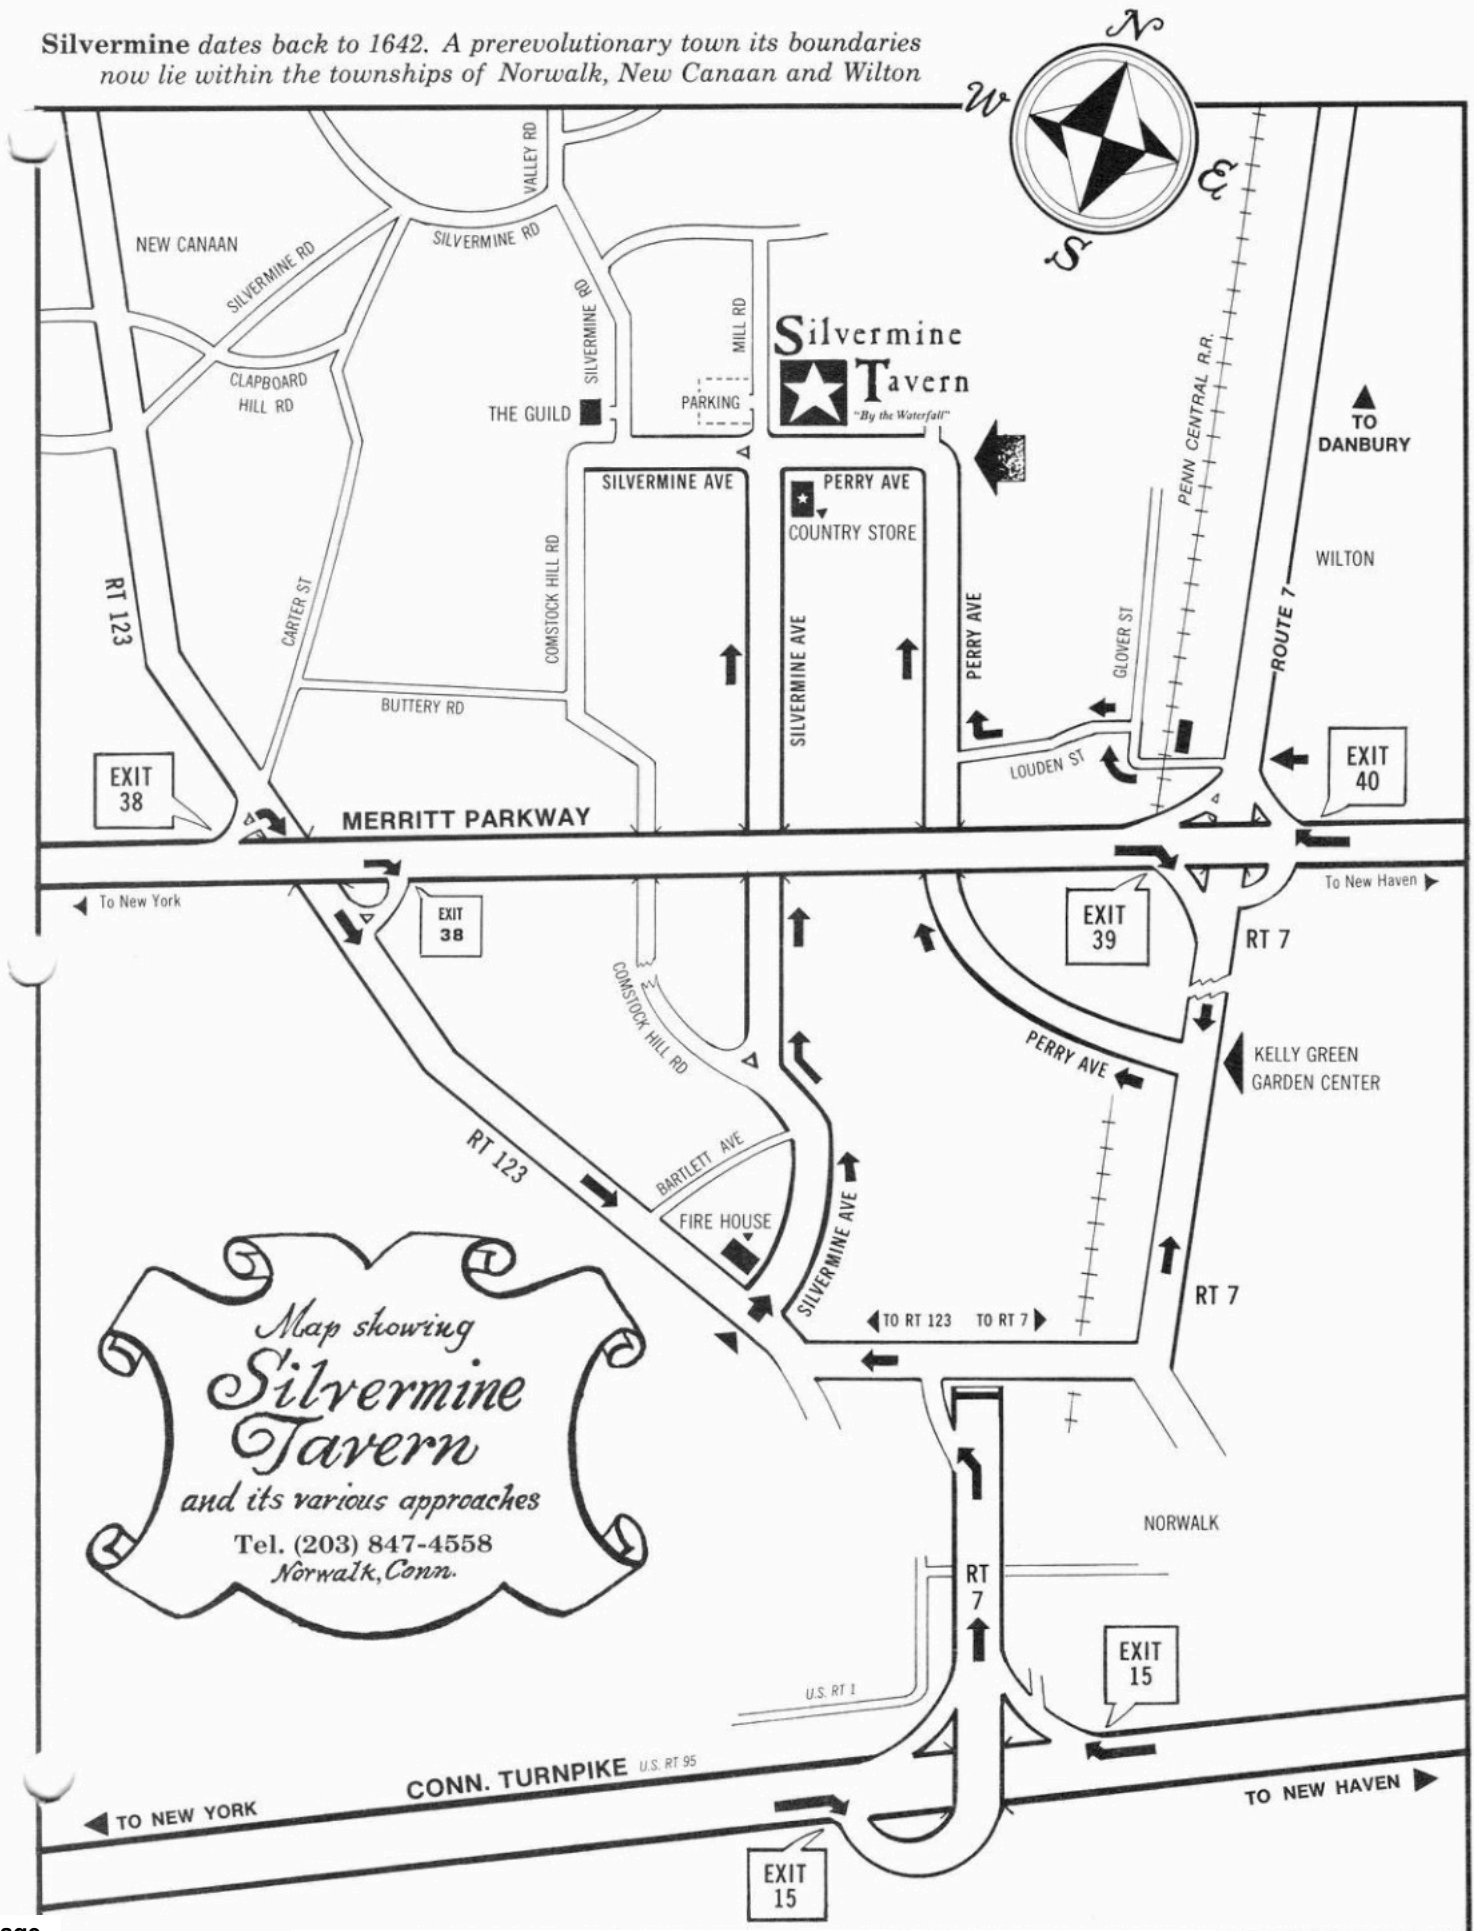 Silvermine dates back to 1642. A prerevolutionary town its boundaries
now lie within the townships of Norwalk, New Canaan and Wilton
N
W
E
S
VALLEY RD
NEW CANAAN
SILVERMINE RD
SILVERMINE RD
SILVERMINE RD
MILL RD
Silvermine
Tavern
"By the Waterfall"
CLAPBOARD
HILL RD
THE GUILD
PARKING
PENN CENTRAL R.R.
TO
DANBURY
SILVERMINE AVE
PERRY AVE
COUNTRY STORE
WILTON
RT 123
CARTER ST
COMSTOCK HILL RD
SILVERMINE AVE
PERRY AVE
GLOVER ST
ROUTE 7
BUTTERY RD
LOUDEN ST
EXIT
38
EXIT
40
MERRITT PARKWAY
To New York
EXIT
38
EXIT
39
To New Haven
RT 7
COMSTOCK HILL RD
PERRY AVE
KELLY GREEN
GARDEN CENTER
RT 123
BARTLETT AVE
FIRE HOUSE
SILVERMINE AVE
RT 7
TO RT 123
TO RT 7
Map showing
Silvermine
Tavern
and its various approaches
Tel. (203) 847-4558
Norwalk, Conn.
NORWALK
RT
7
EXIT
15
U.S. RT 1
CONN. TURNPIKE U.S. RT 95
TO NEW YORK
TO NEW HAVEN
EXIT
15